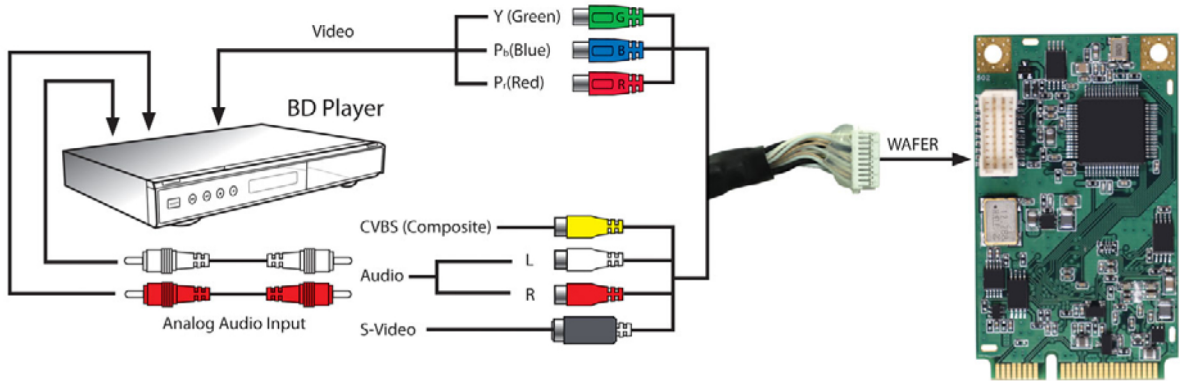 Y (Green)
G
Video
Pb(Blue)
B
Pr(Red)
R
BD Player
WAFER
CVBS (Composite)
L
Audio
R
Analog Audio Input
S-Video